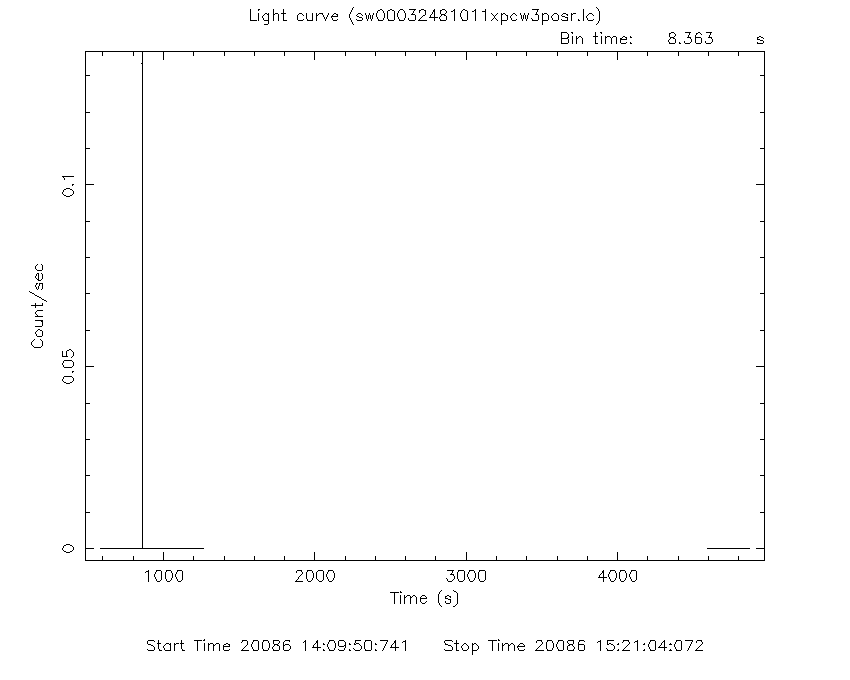 Light curve (sw00032481011xpcw3posr.lc)
Bin time: 8.363 s
0.1
0.05
0
Count/sec
1000 2000 3000 4000
Time (s)
Start Time 20086 14:09:50:741 Stop Time 20086 15:21:04:072